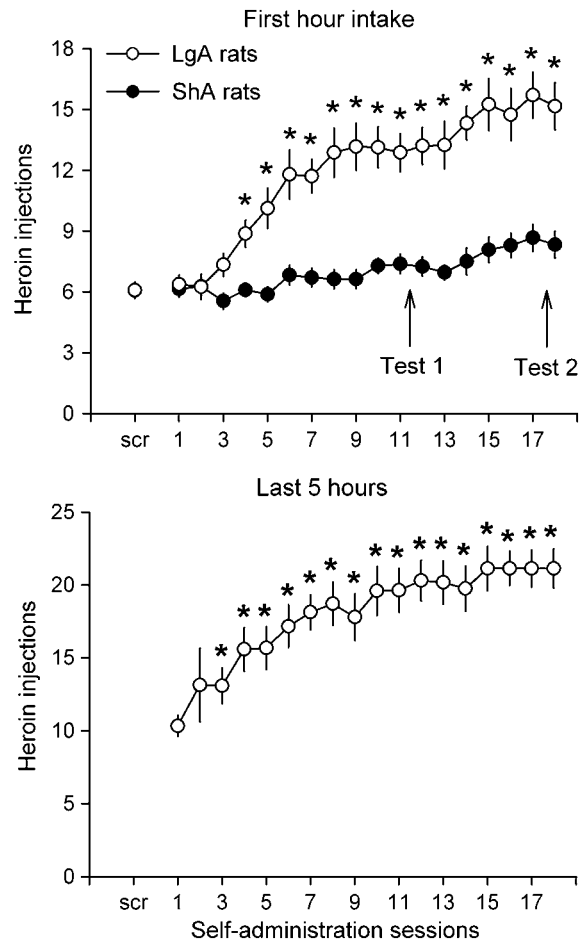 First hour intake
LgA rats
ShA rats
Heroin injections
18
15
12
9
6
3
0
* * * * * * * * * * * * * * *
Test 1
Test 2
scr 1 3 5 7 9 11 13 15 17
Last 5 hours
Heroin injections
25
20
15
10
5
0
* * * * * * * * * * * * * * * *
scr 1 3 5 7 9 11 13 15 17
Self-administration sessions